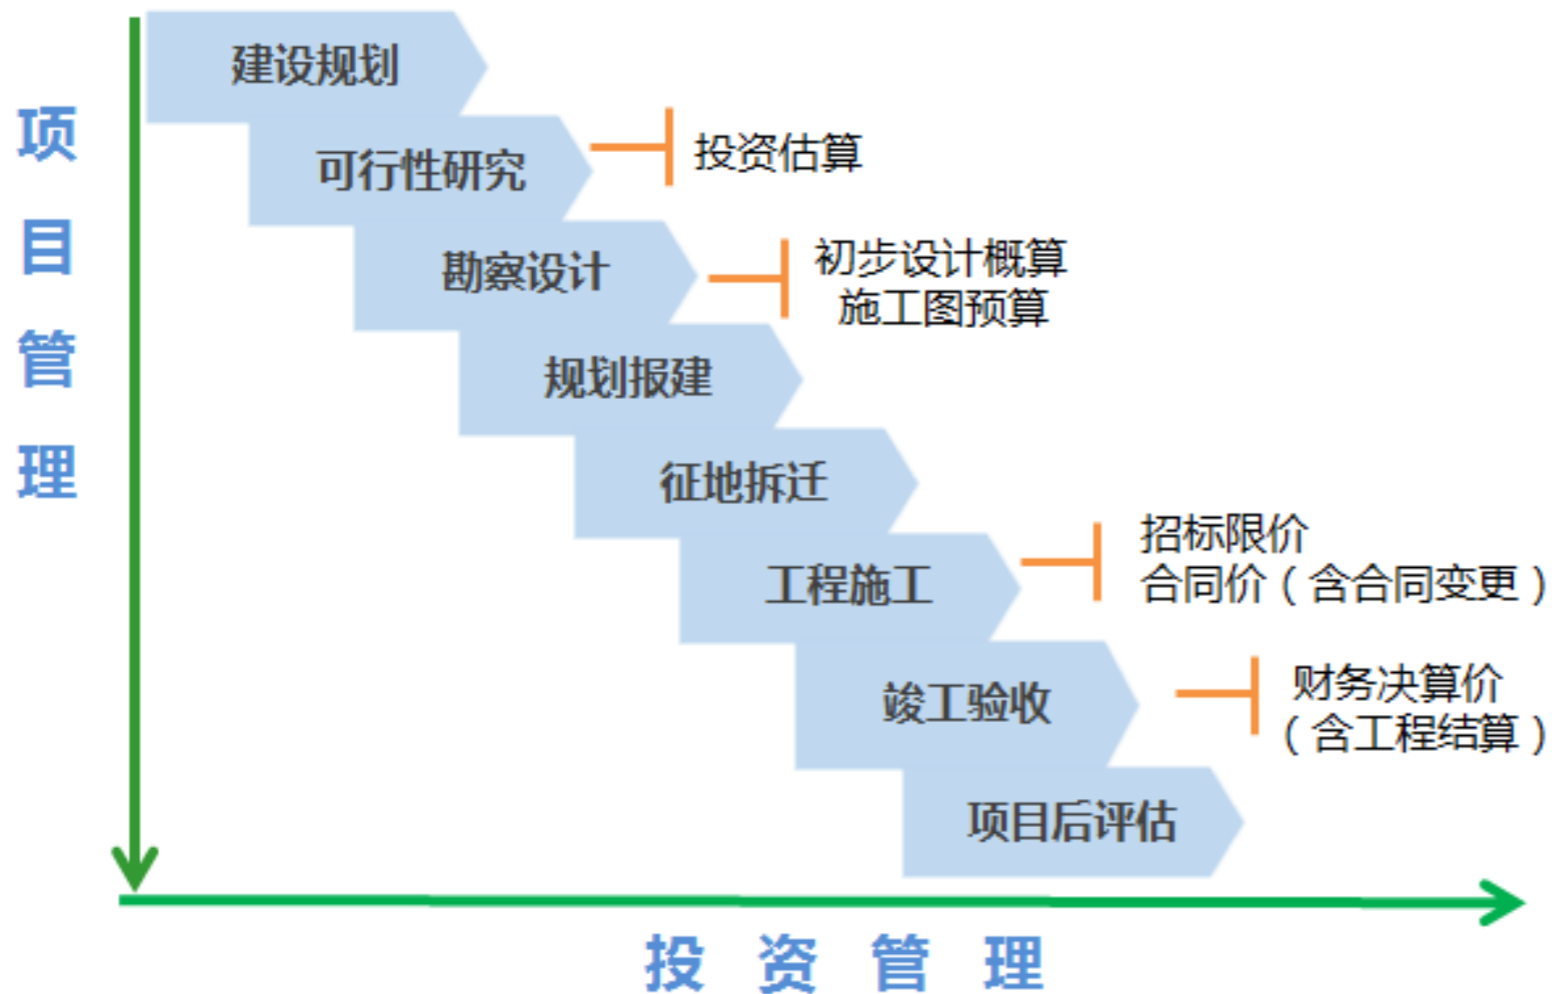 项目管理
建设规划
可行性研究
投资估算
勘察设计
初步设计概算
施工图预算
规划报建
征地拆迁
工程施工
招标限价
合同价（含合同变更）
竣工验收
财务决算价
（含工程结算）
项目后评估
投资管理